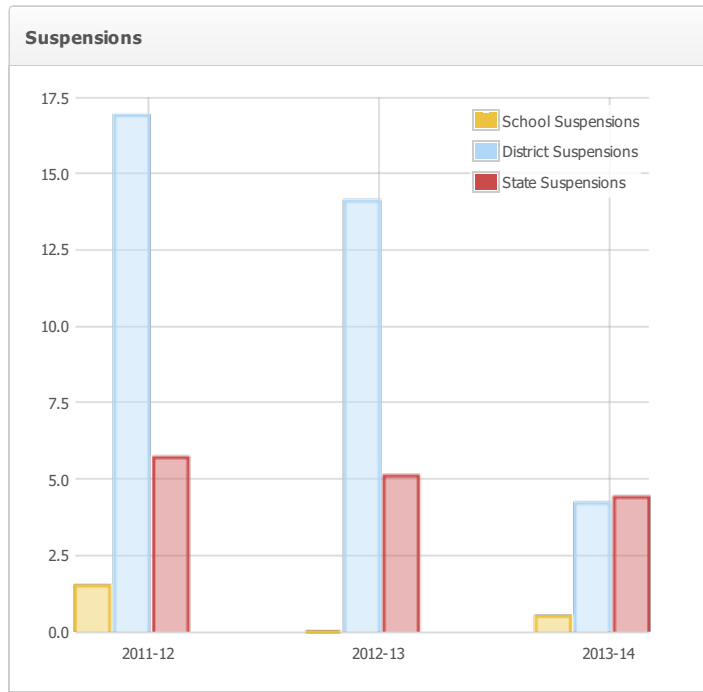 Suspensions
17.5
15.0
12.5
10.0
7.5
5.0
2.5
0.0
School Suspensions
District Suspensions
State Suspensions
2011-12
2012-13
2013-14